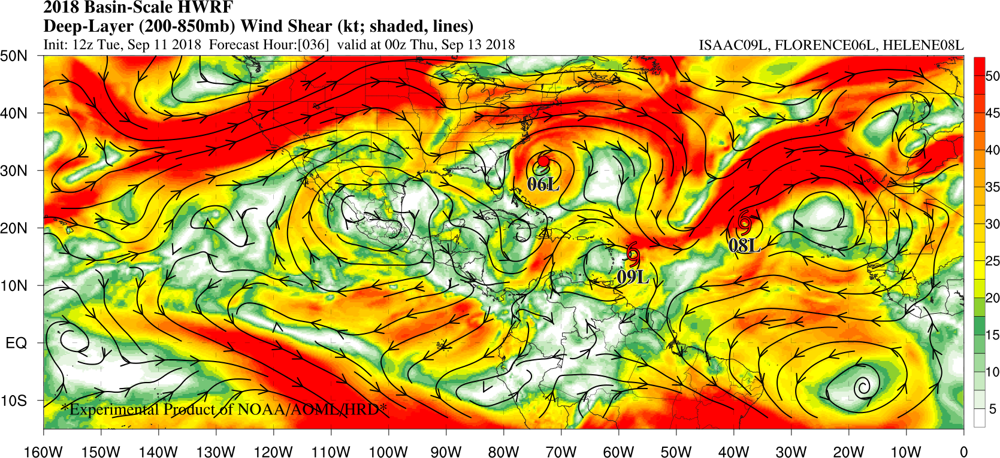 2018 Basin-Scale HWRF
Deep-Layer (200-850mb) Wind Shear (kt; shaded, lines)
Init: 12z Tue, Sep 11 2018 Forecast Hour:[036] valid at 00z Thu, Sep 13 2018
ISAAC09L, FLORENCE06L, HELENE08L
50N
40N
30N
20N
10N
EQ
10S
06L
08L
09L
*Experimental Product of NOAA/AOML/HRD*
160W 150W 140W 130W 120W 110W 100W 90W 80W 70W 60W 50W 40W 30W 20W 10W 0
50
45
40
35
30
25
20
15
10
5